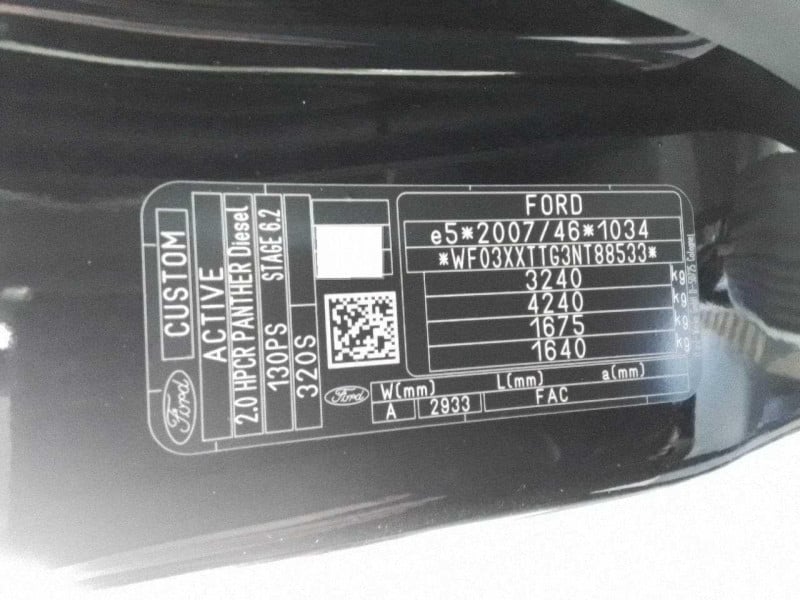 CUSTOM
Ford
ACTIVE
2.0 HPCR PANTHER Diesel
130PS STAGE 6.2
320S
FORD
e5*2007/46*1034
*WF03XXTTG3NT88533*
3240 kg
4240 kg
1675 kg
1640 kg
Ford
W(mm) L(mm) a(mm)
A 2933 FAC